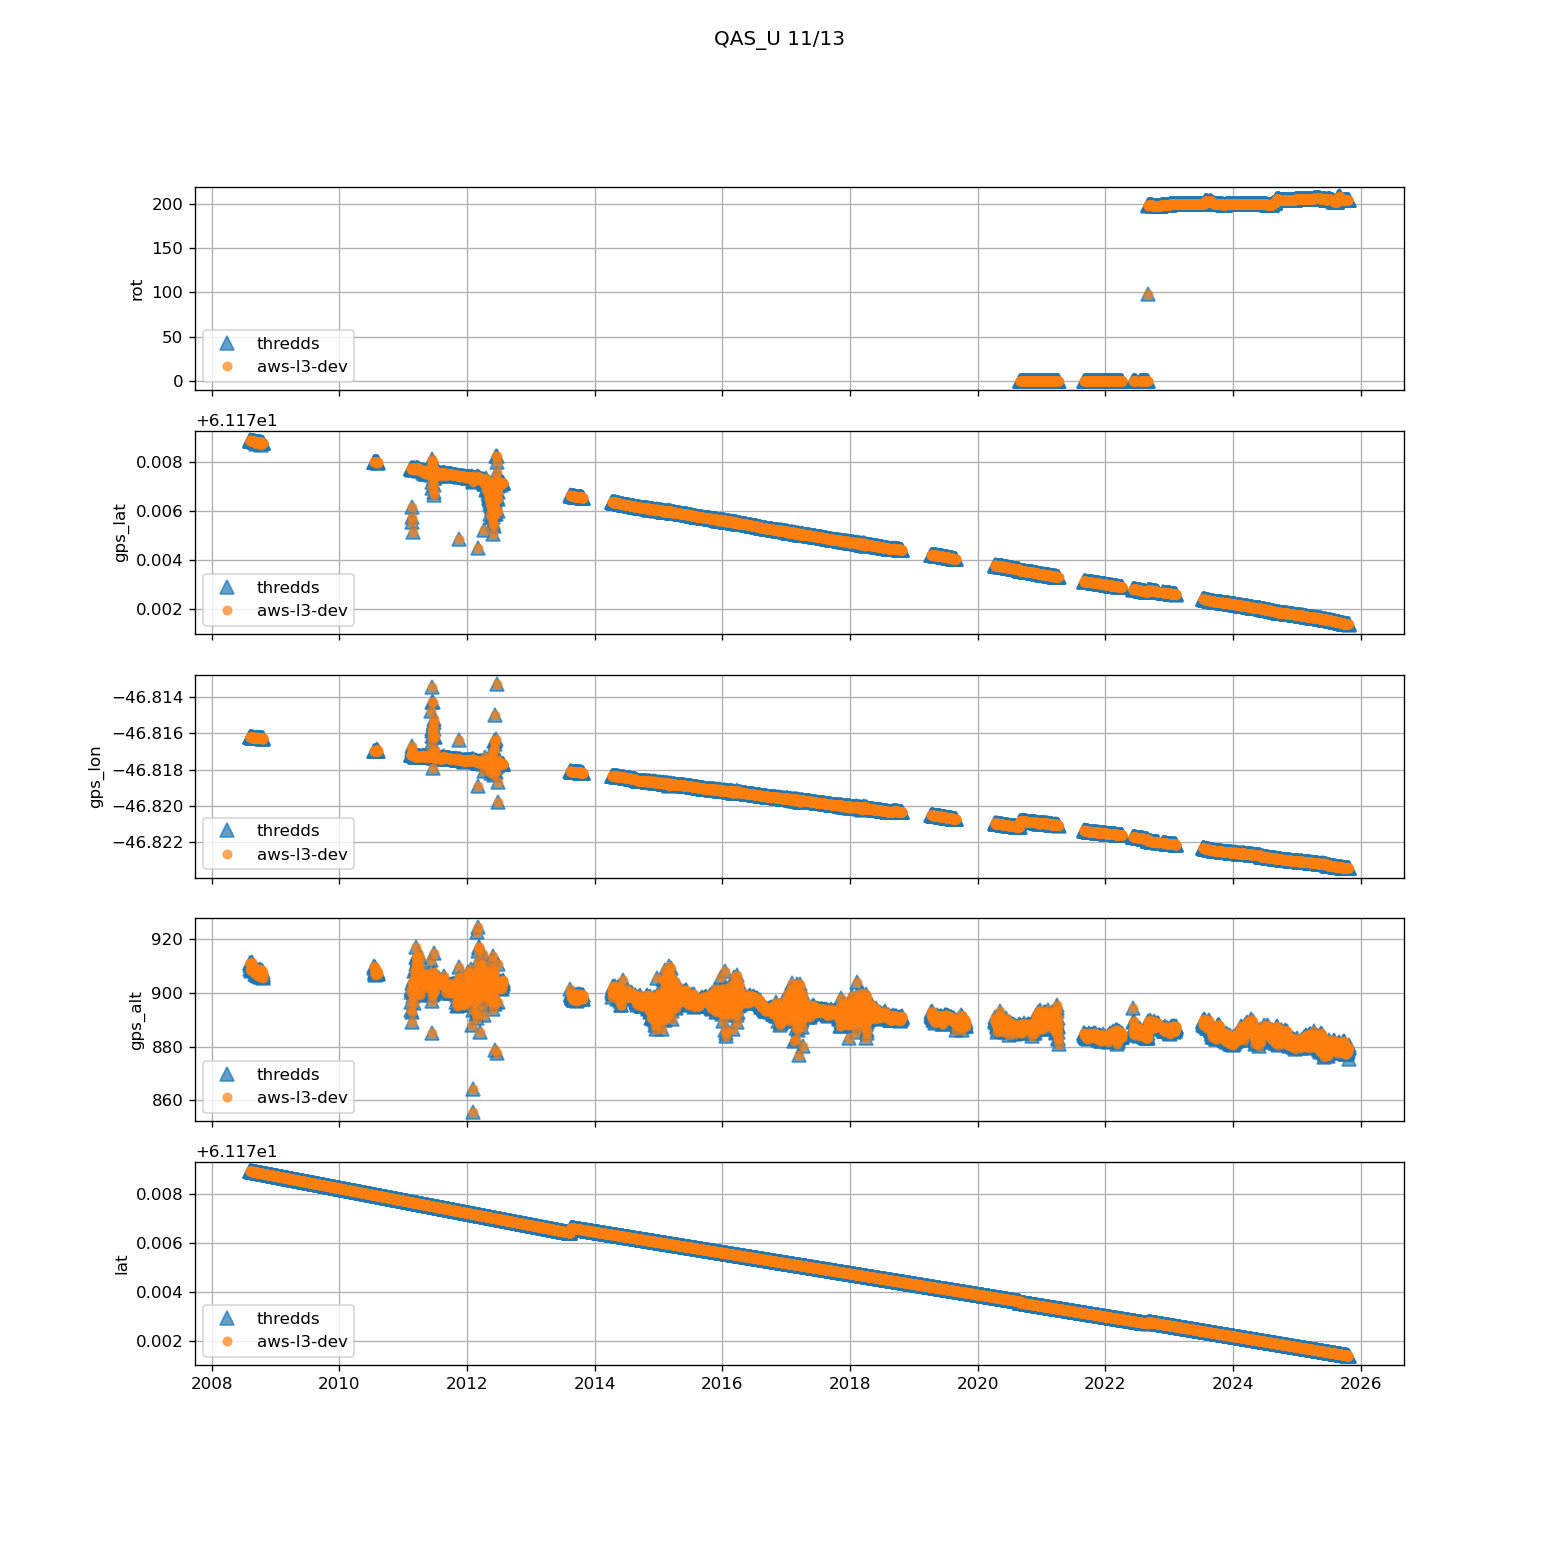 QAS_U 11/13
200
150
100
50
0
rot
thredds
aws-l3-dev
+6.117e1
0.008
0.006
0.004
0.002
gps_lat
thredds
aws-l3-dev
−46.814
−46.816
−46.818
−46.820
−46.822
gps_lon
thredds
aws-l3-dev
920
900
880
860
gps_alt
thredds
aws-l3-dev
+6.117e1
0.008
0.006
0.004
0.002
lat
thredds
aws-l3-dev
2008 2010 2012 2014 2016 2018 2020 2022 2024 2026